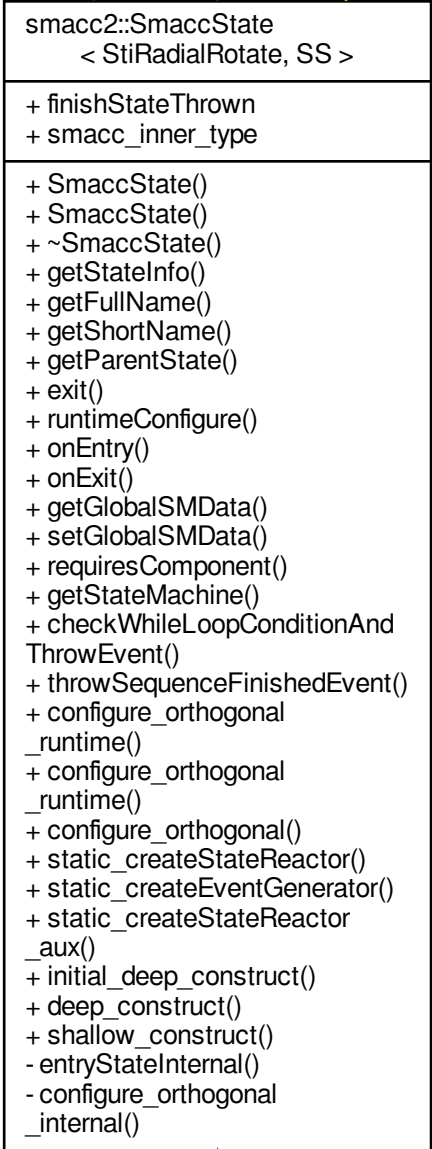 smacc2::SmaccState
< StiRadialRotate, SS >
+ finishStateThrown
+ smacc_inner_type
+ SmaccState()
+ SmaccState()
+ ~SmaccState()
+ getStateInfo()
+ getFullName()
+ getShortName()
+ getParentState()
+ exit()
+ runtimeConfigure()
+ onEntry()
+ onExit()
+ getGlobalSMData()
+ setGlobalSMData()
+ requiresComponent()
+ getStateMachine()
+ checkWhileLoopConditionAnd
ThrowEvent()
+ throwSequenceFinishedEvent()
+ configure_orthogonal
_runtime()
+ configure_orthogonal
_runtime()
+ configure_orthogonal()
+ static_createStateReactor()
+ static_createEventGenerator()
+ static_createStateReactor
_aux()
+ initial_deep_construct()
+ deep_construct()
+ shallow_construct()
- entryStateInternal()
- configure_orthogonal
_internal()